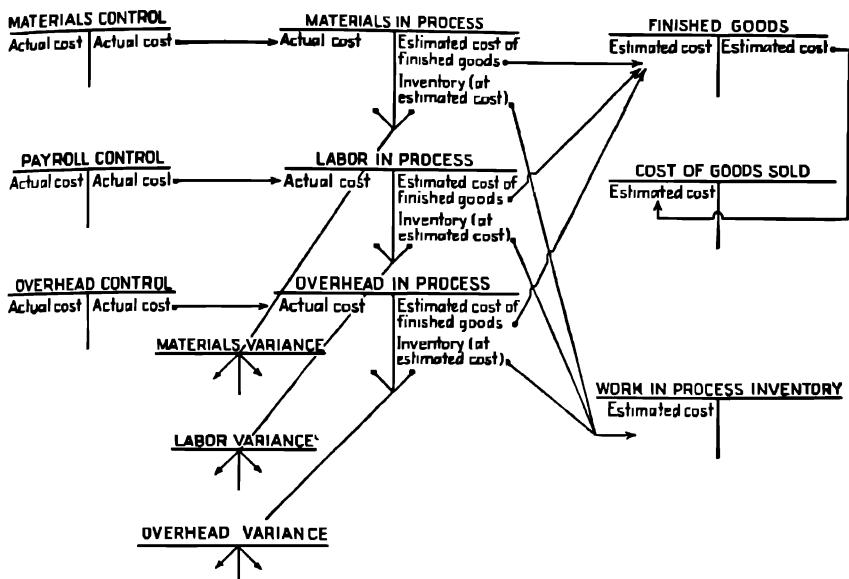 MATERIALS CONTROL
Actual cost Actual cost
MATERIALS IN PROCESS
Actual cost
Estimated cost of
finished goods
Inventory (at
estimated cost)
FINISHED GOODS
Estimated cost Estimated cost
PAYROLL CONTROL
Actual cost Actual cost
LABOR IN PROCESS
Actual cost
Estimated cost of
finished goods
Inventory (at
estimated cost)
COST OF GOODS SOLD
Estimated cost
OVERHEAD CONTROL
Actual cost Actual cost
OVERHEAD IN PROCESS
Actual cost
Estimated cost of
finished goods
Inventory (at
estimated cost)
MATERIALS VARIANCE
WORK IN PROCESS INVENTORY
Estimated cost
LABOR VARIANCE
OVERHEAD VARIANCE